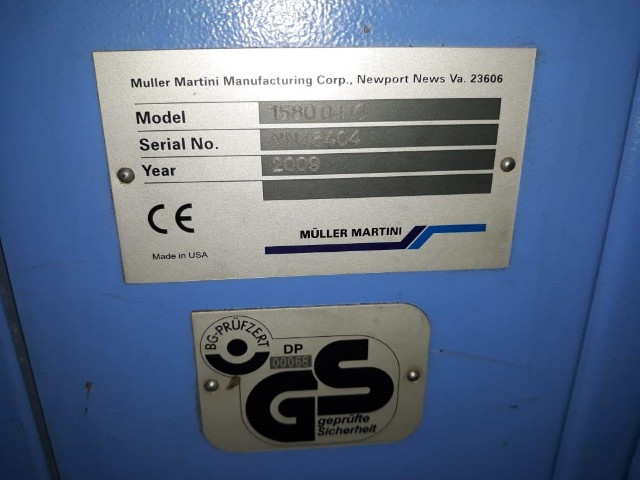 Muller Martini Manufacturing Corp., Newport News Va. 23606
Model 1580
Serial No.
Year 2009
CE
MÜLLER MARTINI
Made in USA
BG-PRÜFZERT
DP
00065
GS
geprüfte
Sicherheit